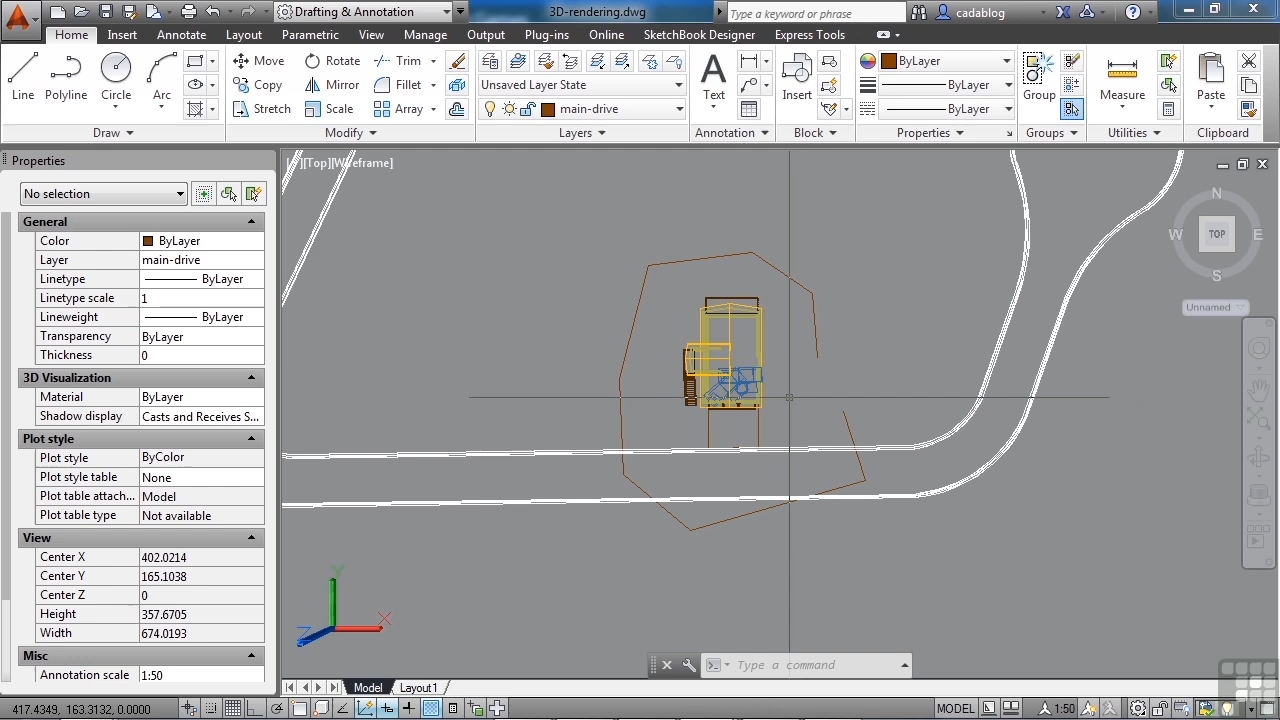 Drafting & Annotation
3D-rendering.dwg
Type a keyword or phrase
cadablog
Home Insert Annotate Layout Parametric View Manage Output Plug-ins Online SketchBook Designer Express Tools
Line
Polyline
Circle
Arc
Draw
Move
Rotate
Trim
Copy
Mirror
Fillet
Stretch
Scale
Array
Modify
Unsaved Layer State
main-drive
Layers
Text
Annotation
Insert
Block
ByLayer
ByLayer
ByLayer
Properties
Group
Groups
Measure
Utilities
Paste
Clipboard
Properties
No selection
General
Color ByLayer
Layer main-drive
Linetype ByLayer
Linetype scale 1
Lineweight ByLayer
Transparency ByLayer
Thickness 0
3D Visualization
Material ByLayer
Shadow display Casts and Receives S...
Plot style
Plot style ByColor
Plot style table None
Plot table attach... Model
Plot table type Not available
View
Center X 402.0214
Center Y 165.1038
Center Z 0
Height 357.6705
Width 674.0193
Misc
Annotation scale 1:50
[-][Top][Wireframe]
N
W TOP E
S
Unnamed
Y
X
Z
Type a command
Model Layout1
417.4349, 163.3132, 0.0000
MODEL
1:50